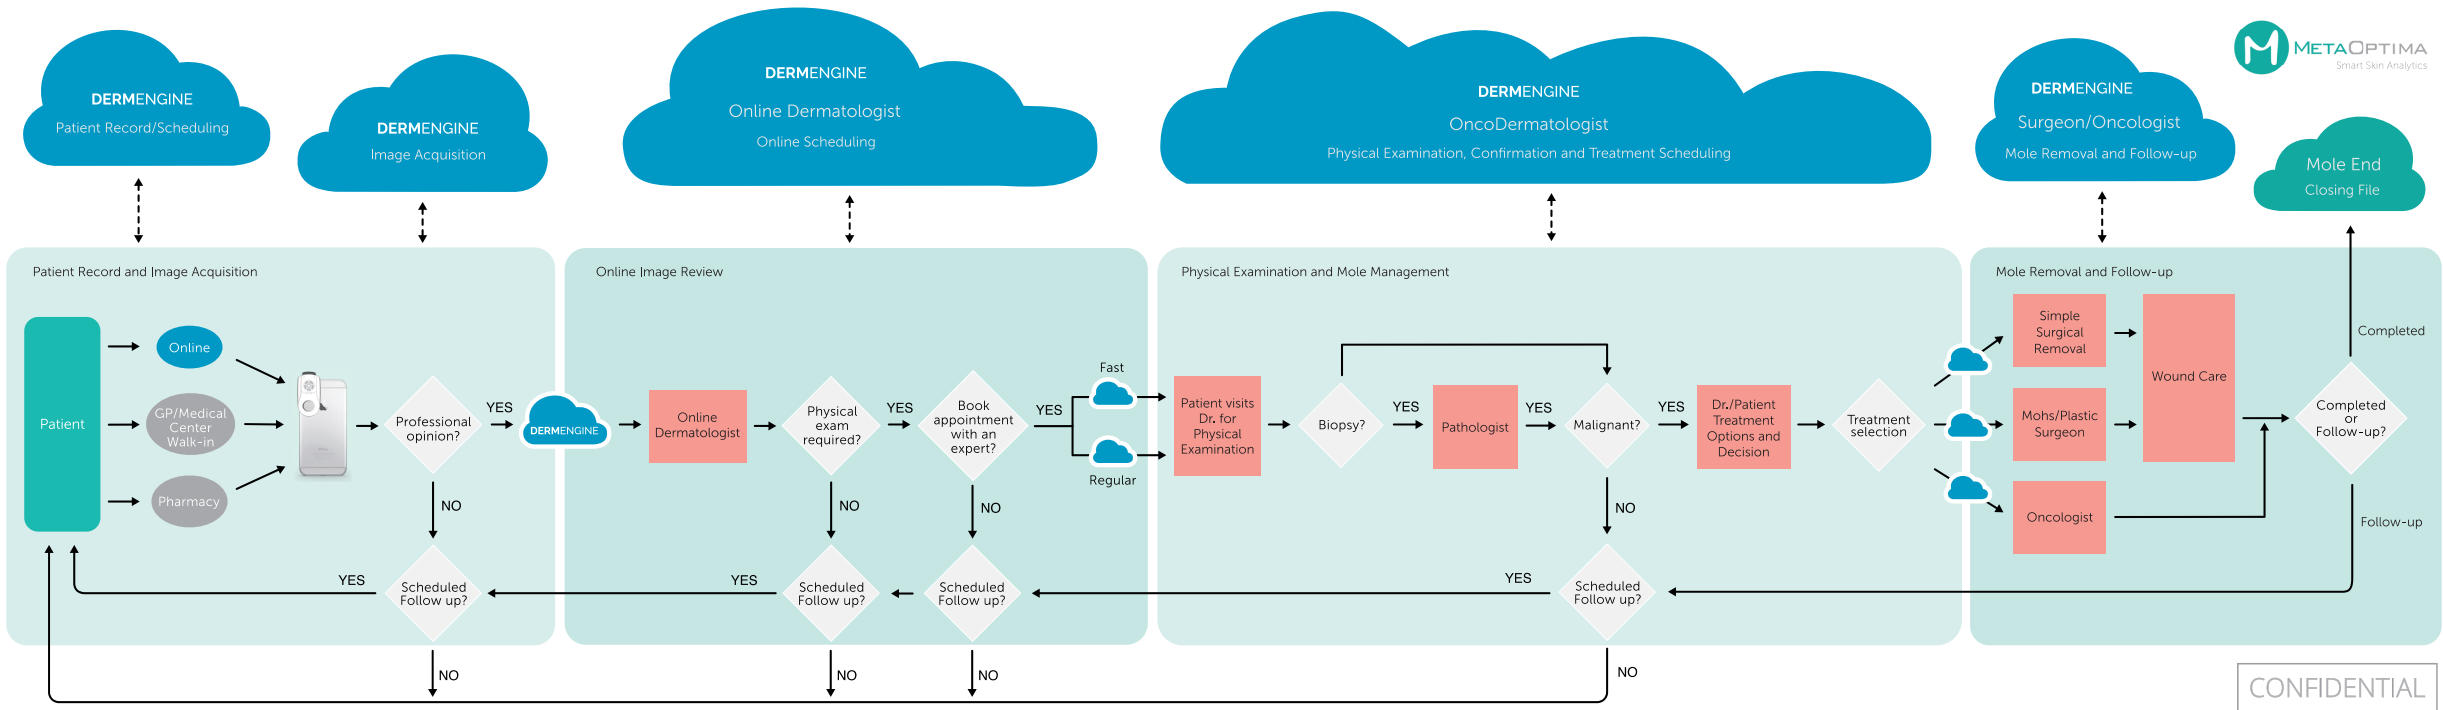 METAOPTIMA
Smart Skin Analytics
DERMENGINE
Patient Record/Scheduling
DERMENGINE
Image Acquisition
DERMENGINE
Online Dermatologist
Online Scheduling
DERMENGINE
OncoDermatologist
Physical Examination, Confirmation and Treatment Scheduling
DERMENGINE
Surgeon/Oncologist
Mole Removal and Follow-up
Mole End
Closing File
Patient Record and Image Acquisition
Patient
Online
GP/Medical
Center
Walk-in
Pharmacy
Professional
opinion?
YES
NO
Scheduled
Follow up?
YES
NO
DERMENGINE
Online Image Review
Online
Dermatologist
Physical
exam
required?
YES
NO
Book
appointment
with an
expert?
YES
NO
Fast
Regular
Scheduled
Follow up?
YES
NO
Scheduled
Follow up?
NO
Physical Examination and Mole Management
Patient visits
Dr. for
Physical
Examination
Biopsy?
YES
Pathologist
YES
Malignant?
YES
NO
Dr./Patient
Treatment
Options and
Decision
Treatment
selection
Scheduled
Follow up?
YES
NO
Mole Removal and Follow-up
Simple
Surgical
Removal
Mohs/Plastic
Surgeon
Oncologist
Wound Care
Completed
or
Follow-up?
Completed
Follow-up
CONFIDENTIAL